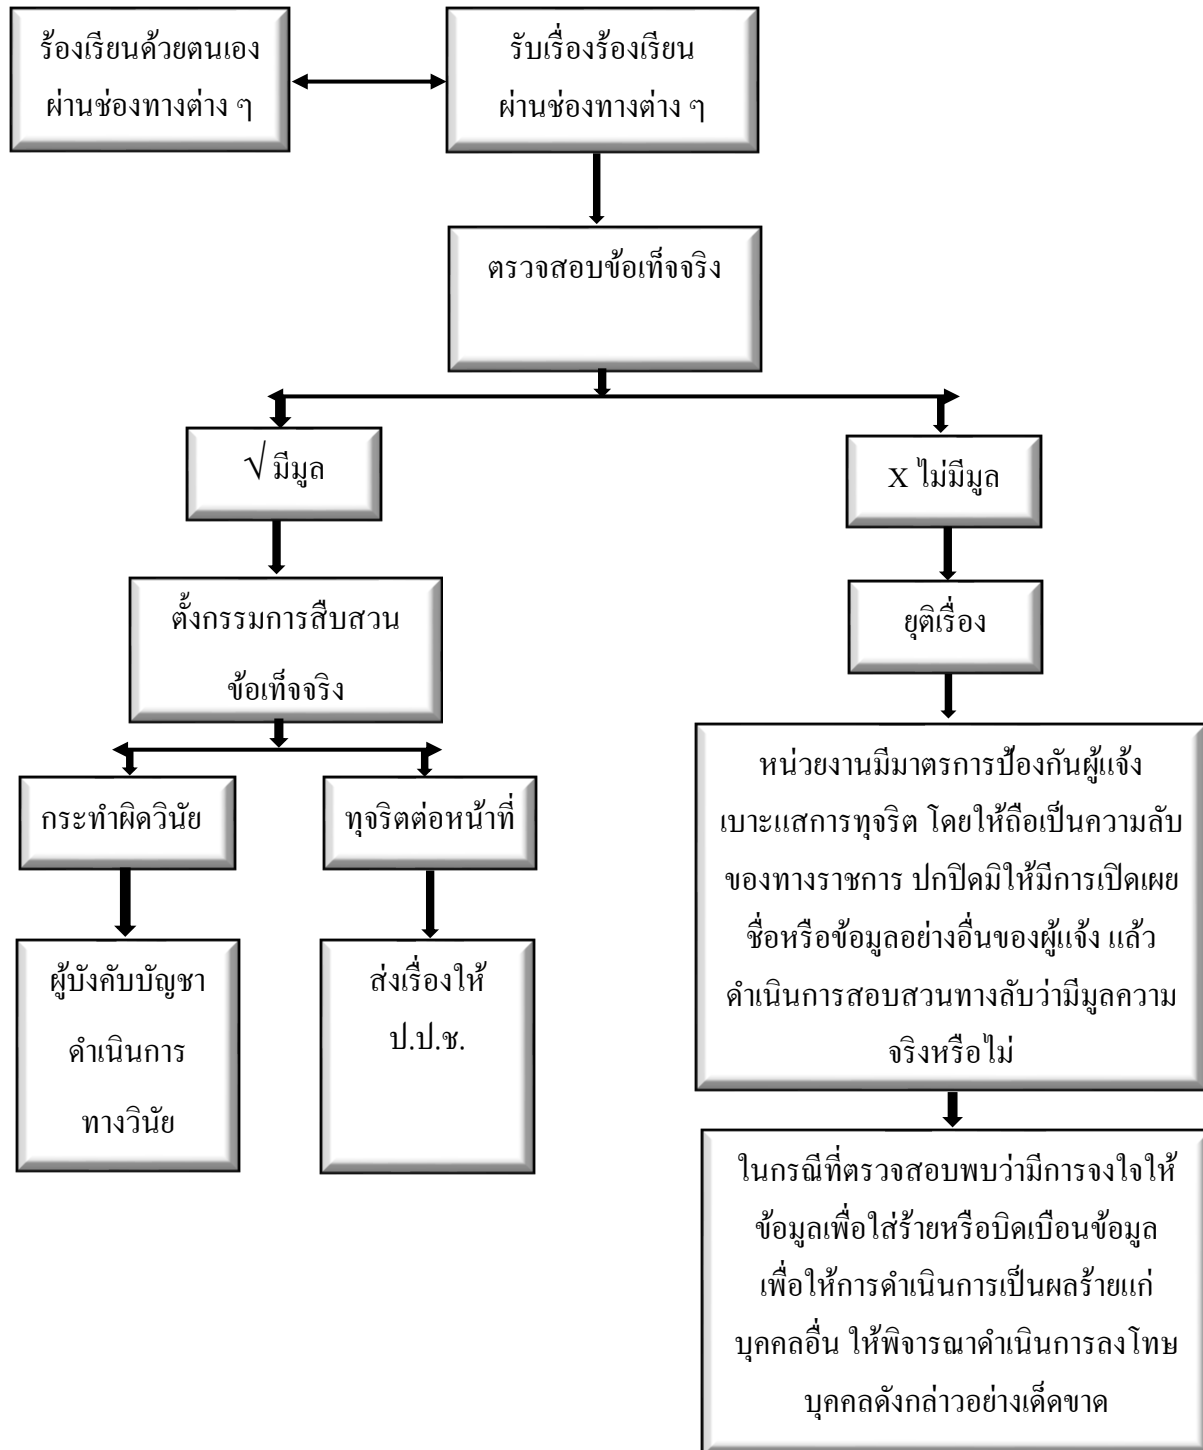 ร้องเรียนด้วยตนเอง
ผ่านช่องทางต่าง ๆ
รับเรื่องร้องเรียน
ผ่านช่องทางต่าง ๆ
ตรวจสอบข้อเท็จจริง
√ มีมูล
X ไม่มีมูล
ตั้งกรรมการสืบสวน
ข้อเท็จจริง
ยุติเรื่อง
กระทำผิดวินัย
ทุจริตต่อหน้าที่
ผู้บังคับบัญชา
ดำเนินการ
ทางวินัย
ส่งเรื่องให้
ป.ป.ช.
หน่วยงานมีมาตรการป้องกันผู้แจ้ง
เบาะแสการทุจริต โดยให้ถือเป็นความลับ
ของทางราชการ ปกปิดมิให้มีการเปิดเผย
ชื่อหรือข้อมูลอย่างอื่นของผู้แจ้ง แล้ว
ดำเนินการสอบสวนทางลับว่ามีมูลความ
จริงหรือไม่
ในกรณีที่ตรวจสอบพบว่ามีการจงใจให้
ข้อมูลเพื่อใส่ร้ายหรือบิดเบือนข้อมูล
เพื่อให้การดำเนินการเป็นผลร้ายแก่
บุคคลอื่น ให้พิจารณาดำเนินการลงโทษ
บุคคลดังกล่าวอย่างเด็ดขาด